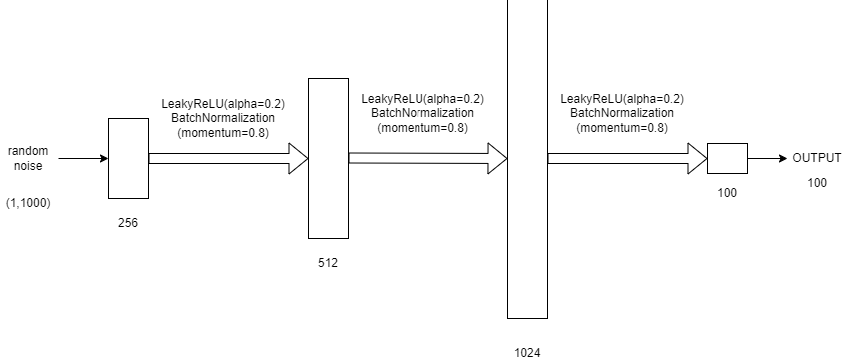 random
noise
(1,1000)
256
LeakyReLU(alpha=0.2)
BatchNormalization
(momentum=0.8)
512
LeakyReLU(alpha=0.2)
BatchNormalization
(momentum=0.8)
1024
LeakyReLU(alpha=0.2)
BatchNormalization
(momentum=0.8)
100
OUTPUT
100